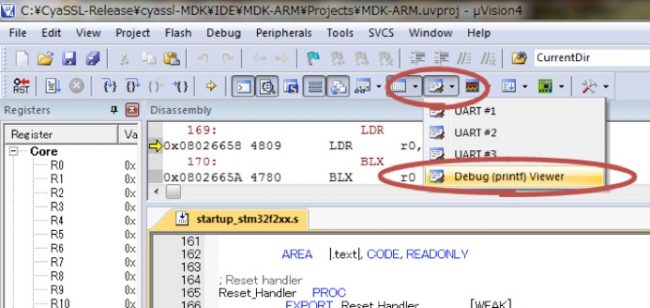 C:¥CyaSSL-Release¥cyassl-MDK¥IDE¥MDK-ARM¥Projects¥MDK-ARM.uvproj - µVision4
File Edit View Project Flash Debug Peripherals Tools SVCS Window Help
CurrentDir
RST
Registers
Disassembly
Register Va
Core
R0 0x
R1 0x
R2 0x
R3 0x
R4 0x
R5 0x
R6 0x
R7 0x
R8 0x
R9 0x
R10 0x
169: LDR
0x08026658 4809 LDR r0,
170: BLX
0x0802665A 4780 BLX r0
UART #1
UART #2
UART #3
Debug (printf) Viewer
startup_stm32f2xx.s
161
162 AREA |.text|, CODE, READONLY
163
164 ; Reset handler
165 Reset_Handler PROC
166 EXPORT Reset_Handler [WEAK]